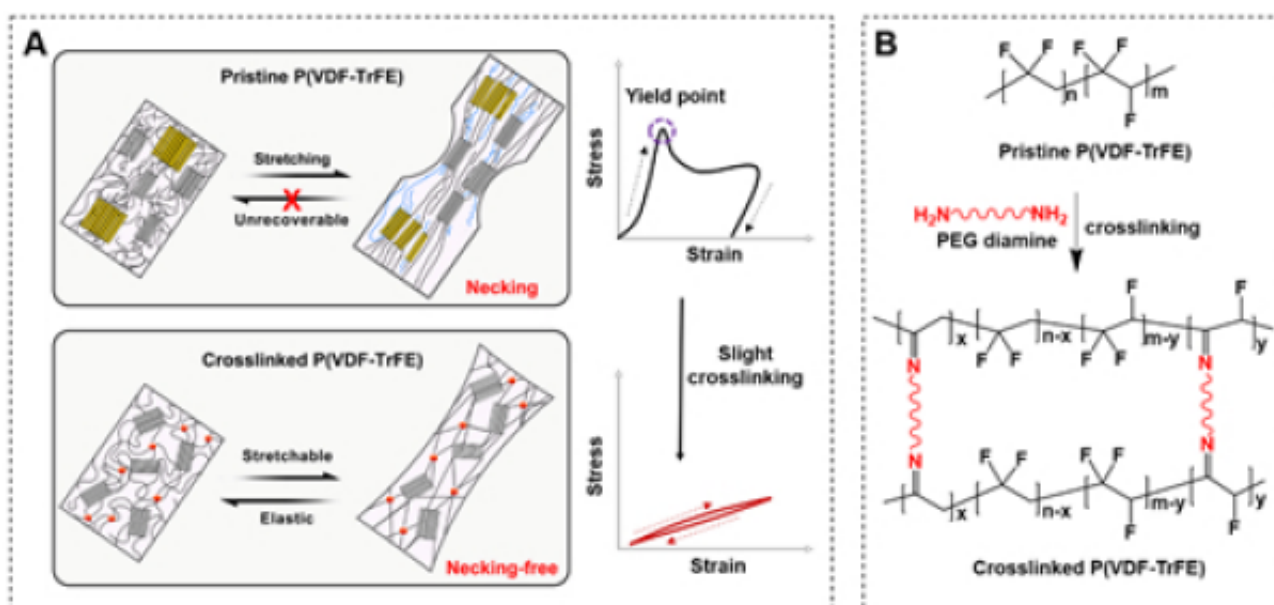 A
Pristine P(VDF-TrFE)
Stretching
X
Unrecoverable
Necking
Yield point
Stress
Strain
Slight
crosslinking
Crosslinked P(VDF-TrFE)
Stretchable
Elastic
Necking-free
Stress
Strain
B
F F F F
n m
F
Pristine P(VDF-TrFE)
H₂N NH₂
PEG diamine
crosslinking
F F
x n-x m-y y
F F F F
N N
N N
F F F F
x n-x m-y y
F F
Crosslinked P(VDF-TrFE)